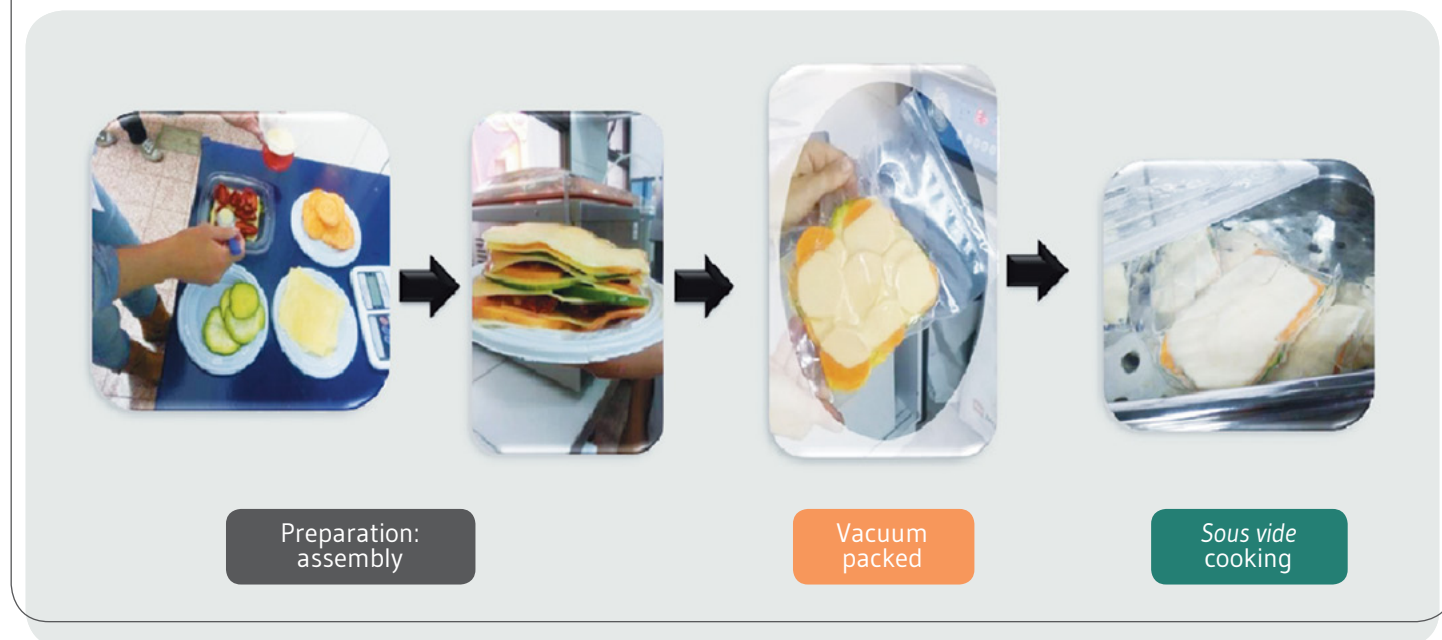 Preparation:
assembly
Vacuum
packed
Sous vide
cooking